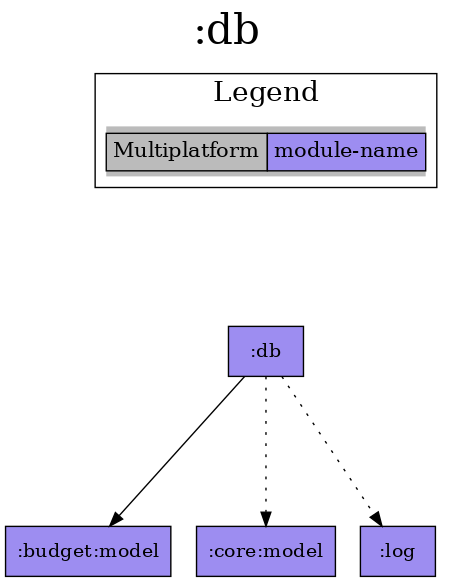 :db
Legend
Multiplatform module-name
:db
:budget:model :core:model :log